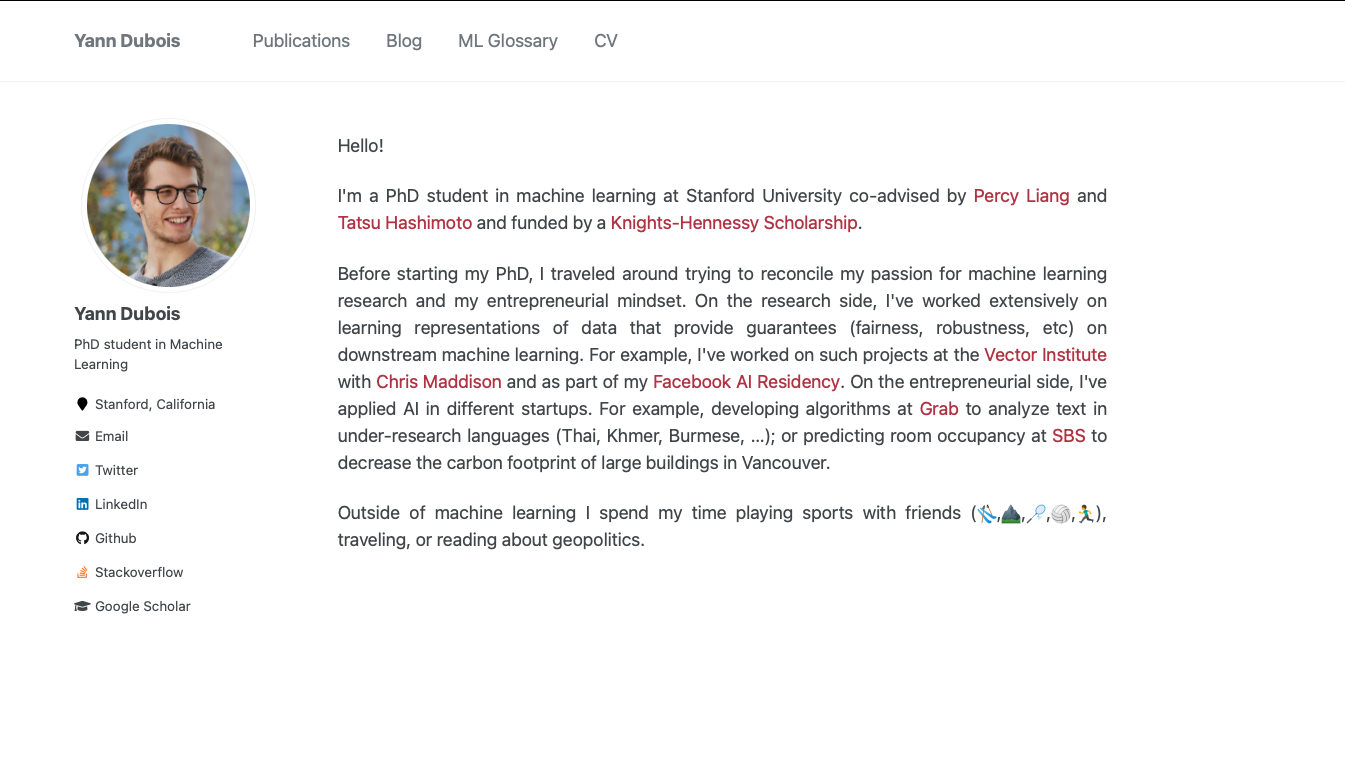 Yann Dubois Publications Blog ML Glossary CV
Yann Dubois
PhD student in Machine
Learning
Stanford, California
Email
Twitter
LinkedIn
Github
Stackoverflow
Google Scholar
Hello!
I'm a PhD student in machine learning at Stanford University co-advised by Percy Liang and
Tatsu Hashimoto and funded by a Knights-Hennessy Scholarship.
Before starting my PhD, I traveled around trying to reconcile my passion for machine learning
research and my entrepreneurial mindset. On the research side, I've worked extensively on
learning representations of data that provide guarantees (fairness, robustness, etc) on
downstream machine learning. For example, I've worked on such projects at the Vector Institute
with Chris Maddison and as part of my Facebook AI Residency. On the entrepreneurial side, I've
applied AI in different startups. For example, developing algorithms at Grab to analyze text in
under-research languages (Thai, Khmer, Burmese, ...); or predicting room occupancy at SBS to
decrease the carbon footprint of large buildings in Vancouver.
Outside of machine learning I spend my time playing sports with friends (🎿,⛰️,🏸,🏐,🏃‍♂️),
traveling, or reading about geopolitics.